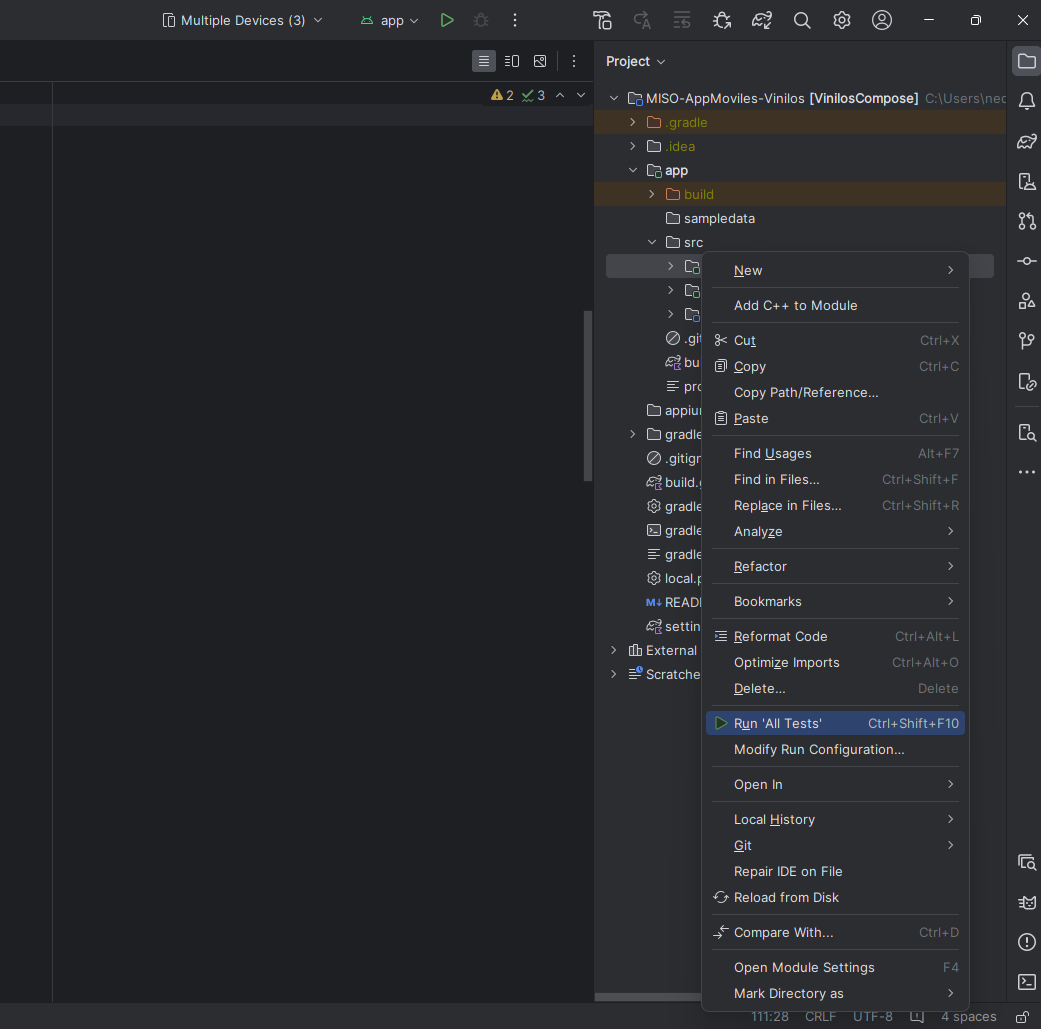 Multiple Devices (3)
app
Project
2
3
MISO-AppMoviles-Vinilos [VinilosCompose] C:\Users\nec
.gradle
.idea
app
build
sampledata
src
.git
bu
pro
appiu
gradle
.gitign
build.g
gradle
gradle
gradle
local.p
M↓ READ
settin
External
Scratche
New
Add C++ to Module
Cut Ctrl+X
Copy Ctrl+C
Copy Path/Reference...
Paste Ctrl+V
Find Usages Alt+F7
Find in Files... Ctrl+Shift+F
Replace in Files... Ctrl+Shift+R
Analyze
Refactor
Bookmarks
Reformat Code Ctrl+Alt+L
Optimize Imports Ctrl+Alt+O
Delete... Delete
Run 'All Tests' Ctrl+Shift+F10
Modify Run Configuration...
Open In
Local History
Git
Repair IDE on File
Reload from Disk
Compare With... Ctrl+D
Open Module Settings F4
Mark Directory as
111:28 CRLF UTF-8 4 spaces